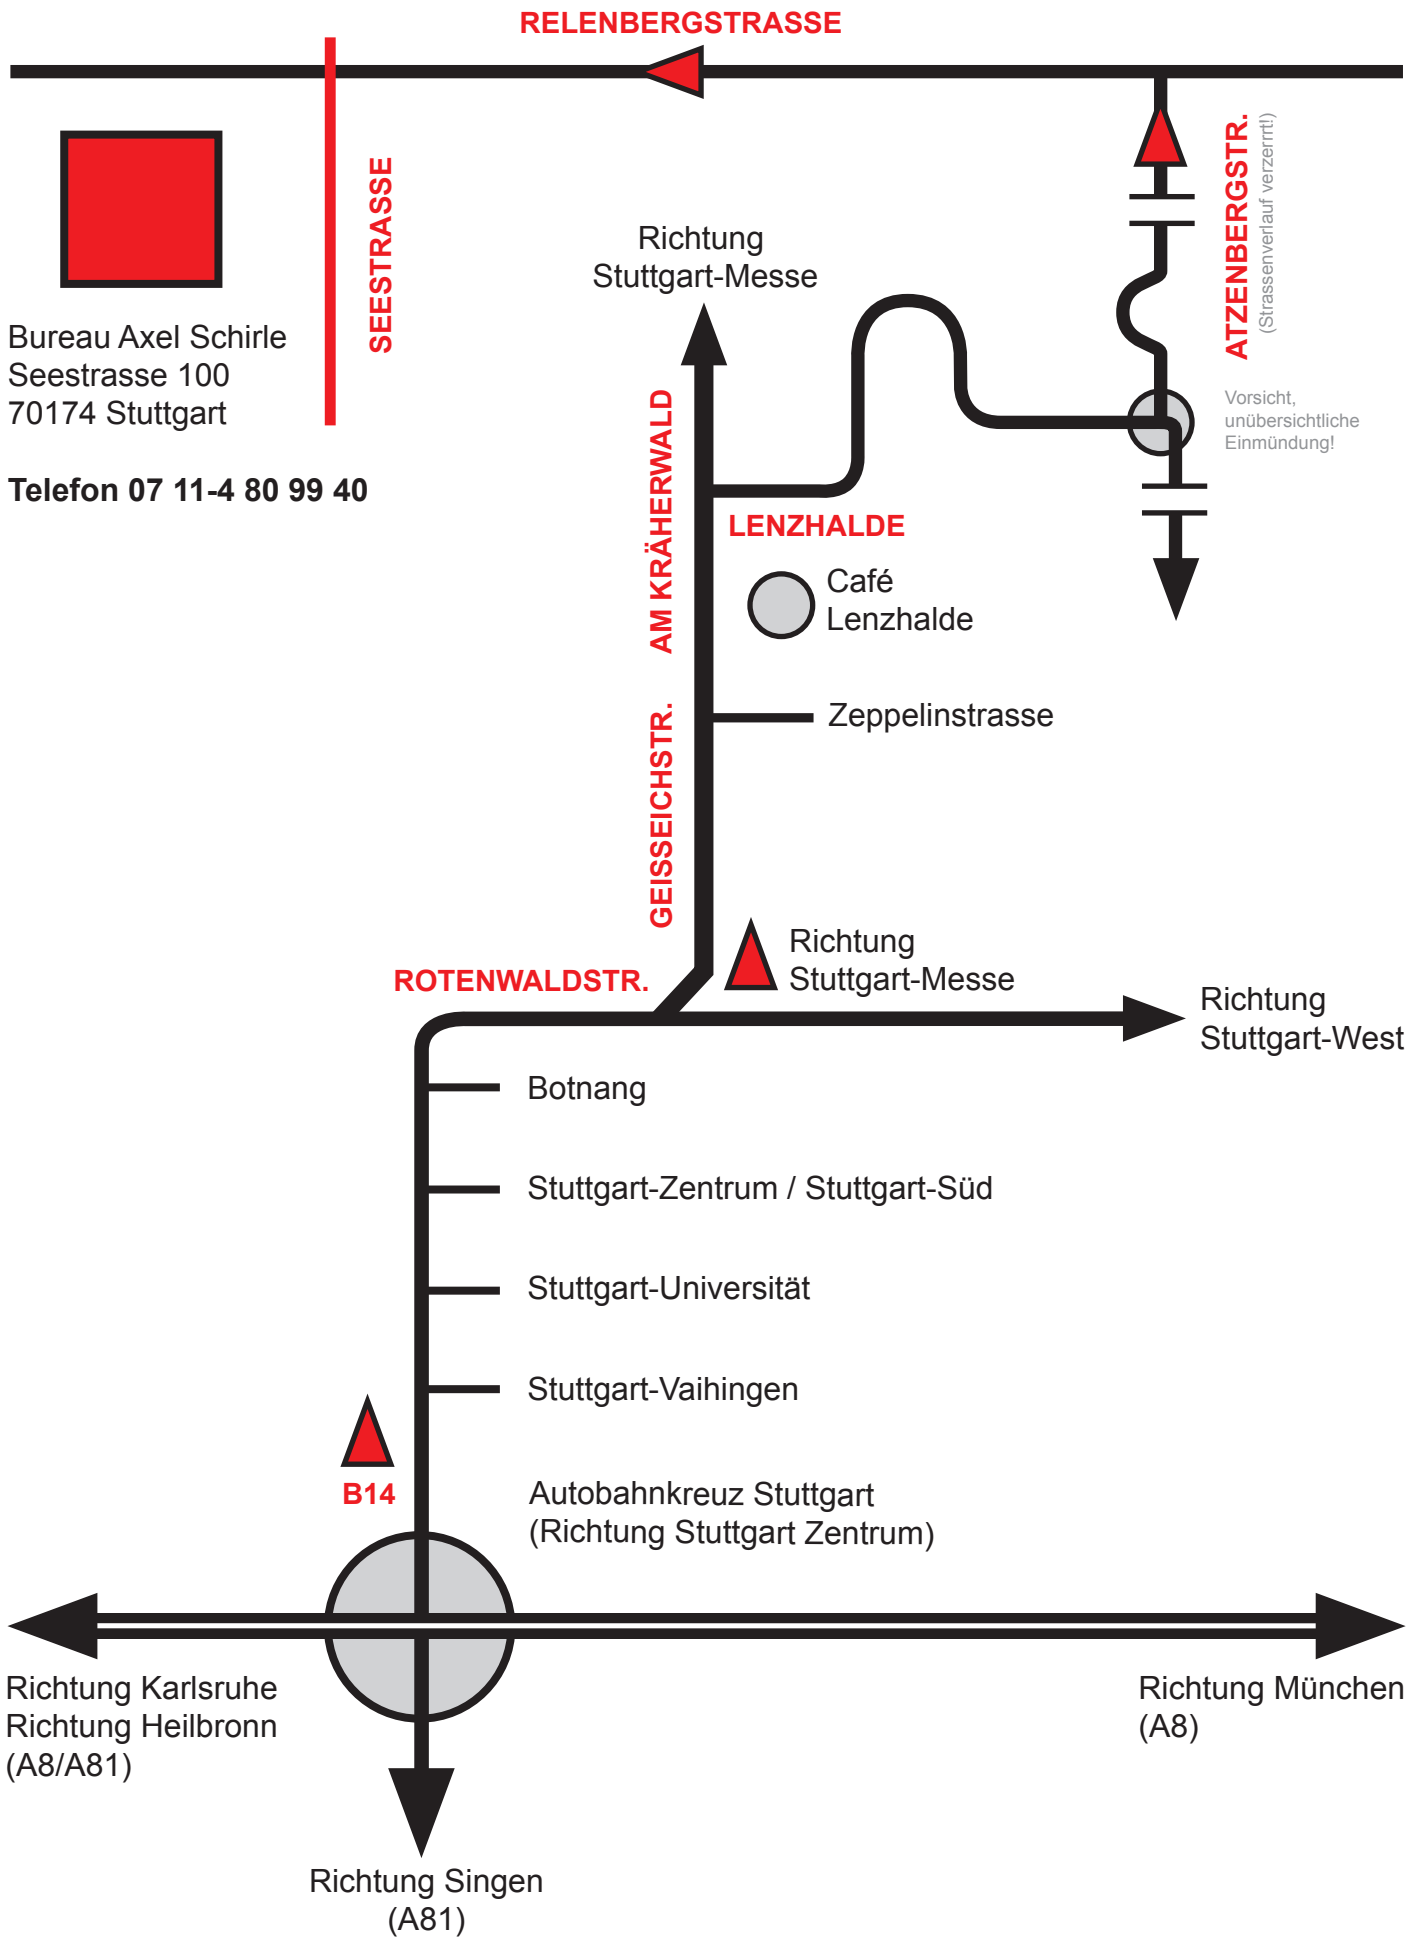 RELENBERGSTRASSE
SEESTRASSE
ATZENBERGSTR.
(Strassenverlauf verzerrt!)
Richtung
Stuttgart-Messe
Bureau Axel Schirle
Seestrasse 100
70174 Stuttgart
Telefon 07 11-4 80 99 40
Vorsicht,
unübersichtliche
Einmündung!
AM KRÄHERWALD
LENZHALDE
Café
Lenzhalde
GEISSEICHSTR.
Zeppelinstrasse
ROTENWALDSTR.
Richtung
Stuttgart-Messe
Richtung
Stuttgart-West
Botnang
Stuttgart-Zentrum / Stuttgart-Süd
Stuttgart-Universität
Stuttgart-Vaihingen
B14
Autobahnkreuz Stuttgart
(Richtung Stuttgart Zentrum)
Richtung Karlsruhe
Richtung Heilbronn
(A8/A81)
Richtung München
(A8)
Richtung Singen
(A81)